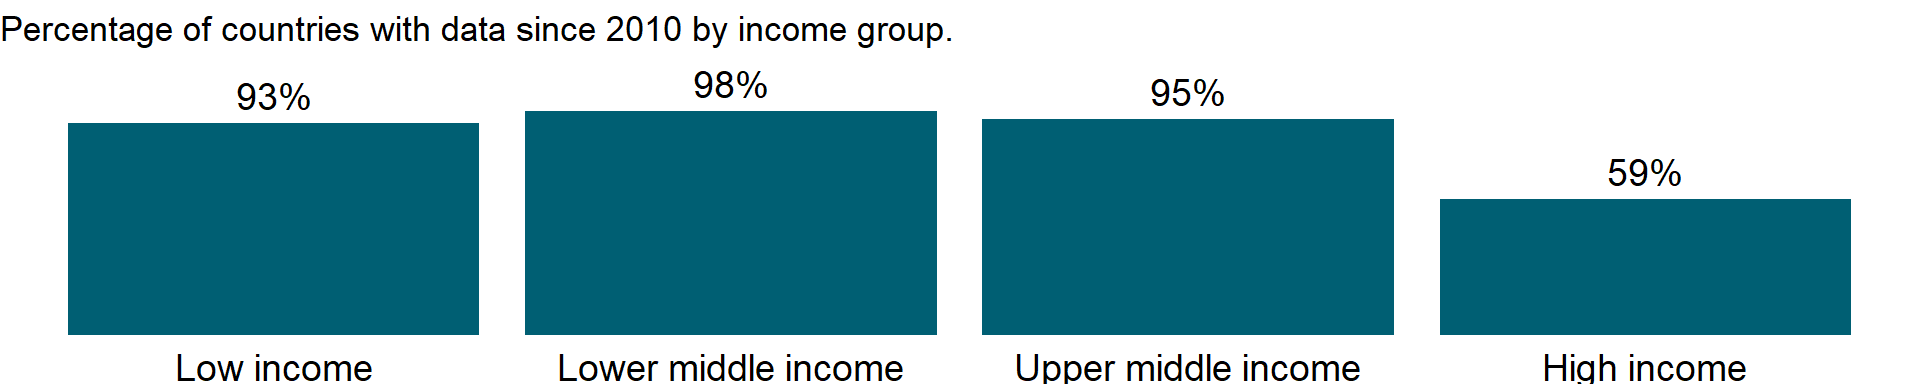 Percentage of countries with data since 2010 by income group.
93%
98%
95%
59%
Low income
Lower middle income
Upper middle income
High income